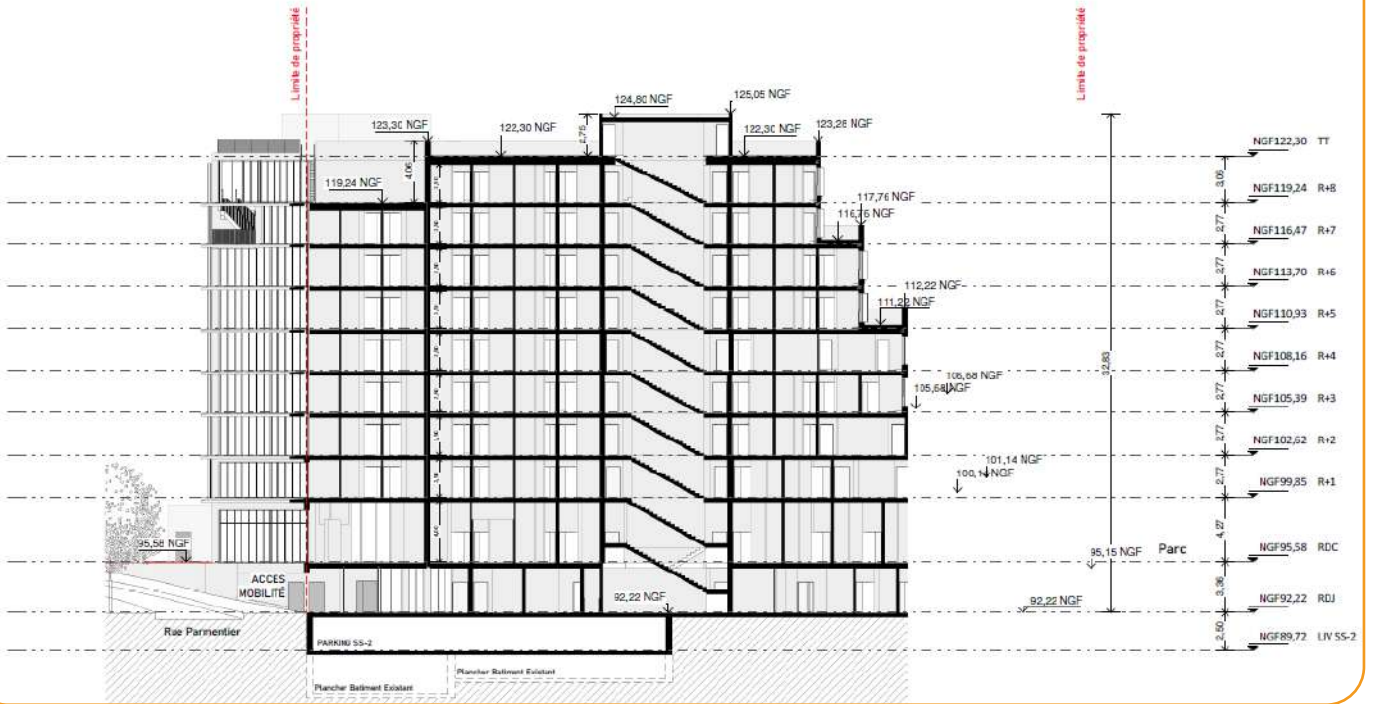 Limite de propriété
Limite de propriété
124,80 NGF
125,05 NGF
123,30 NGF
122,30 NGF
2,75
122,30 NGF
123,26 NGF
4,06
119,24 NGF
117,76 NGF
116,76 NGF
112,22 NGF
111,22 NGF
106,68 NGF
105,68 NGF
101,14 NGF
100,14 NGF
4,00
32,83
NGF122,30 TT
3,06
NGF119,24 R+8
2,77
NGF116,47 R+7
2,77
NGF113,70 R+6
2,77
NGF110,93 R+5
2,77
NGF108,16 R+4
2,77
NGF105,39 R+3
2,77
NGF102,62 R+2
2,77
NGF99,85 R+1
4,27
95,58 NGF
95,15 NGF
Parc
NGF95,58 RDC
3,36
ACCES
MOBILITÉ
92,22 NGF
92,22 NGF
NGF92,22 RDJ
2,50
Rue Parmentier
PARKING SS-2
NGF89,72 LIV SS-2
Plancher Batiment Existant
Plancher Batiment Existant